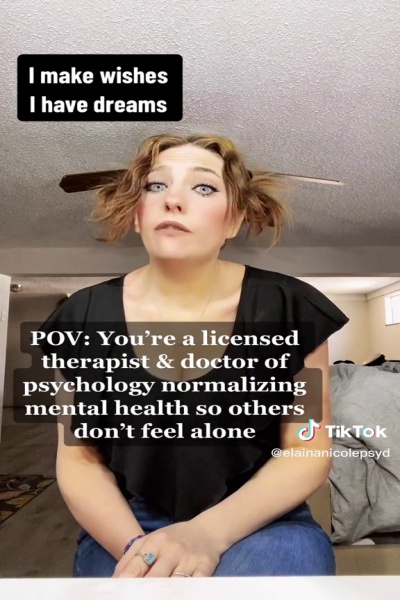 I make wishes
I have dreams
POV: You're a licensed
therapist & doctor of
psychology normalizing
mental health so others
don't feel alone
TikTok
@elainanicolepsyd